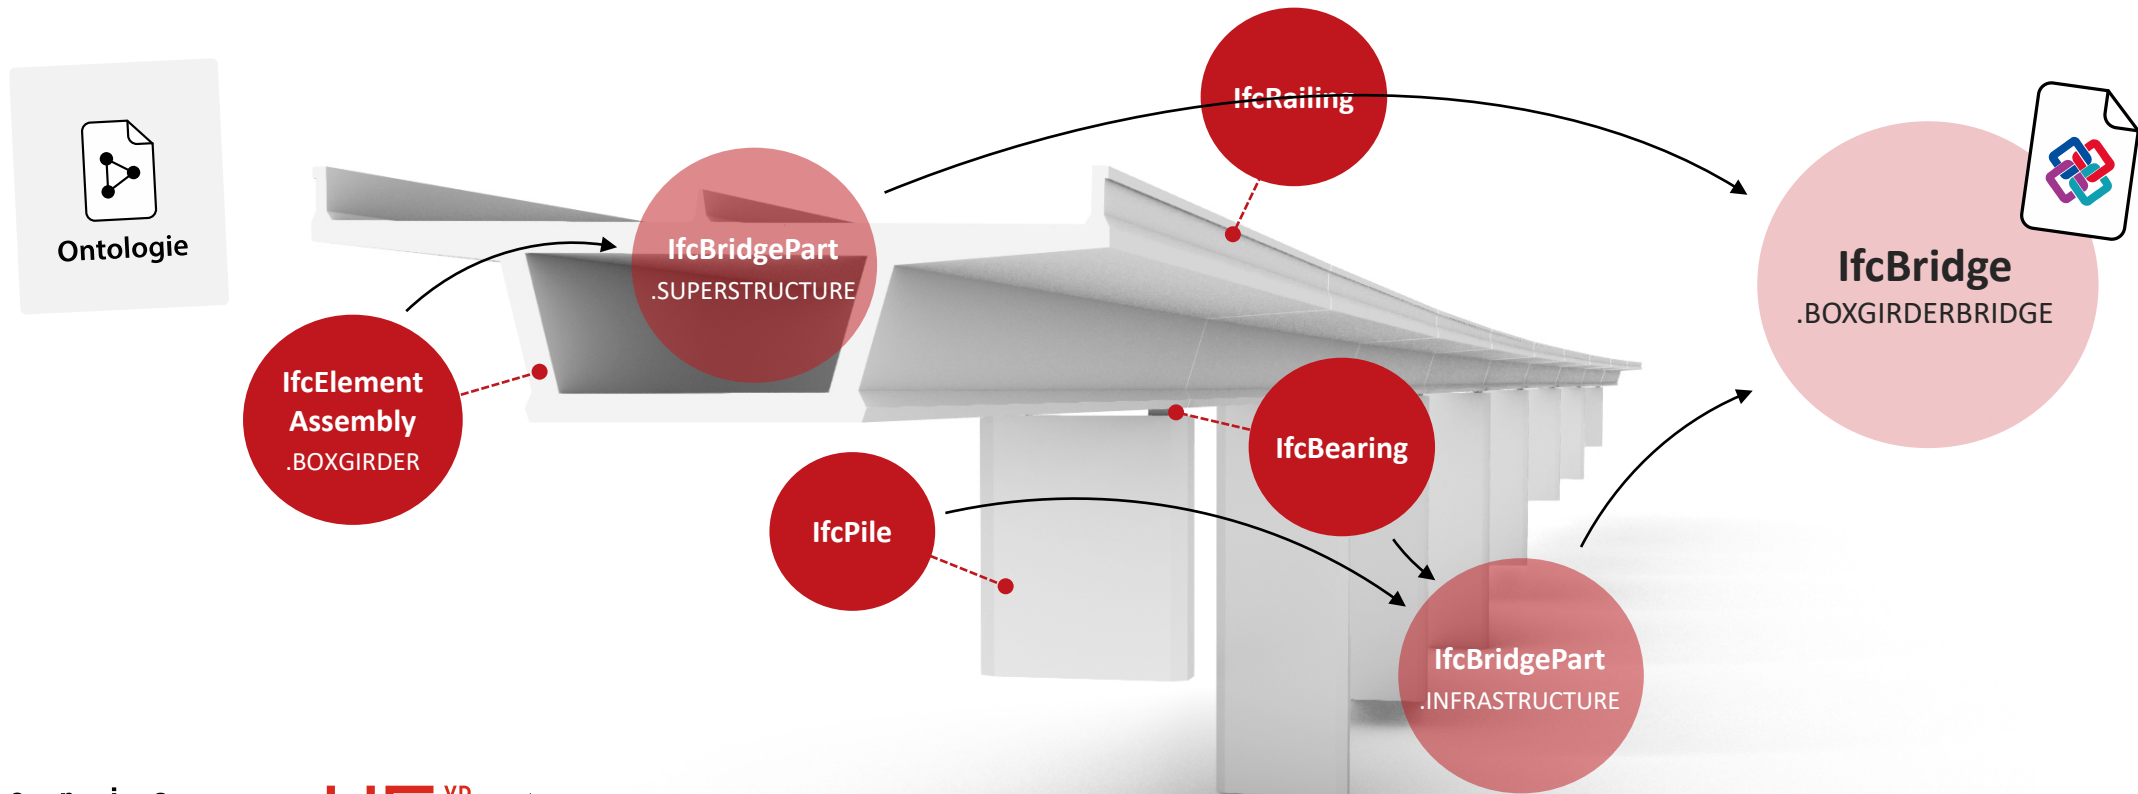 Ontologie
IfcRailing
IfcBridgePart
.SUPERSTRUCTURE
IfcBridge
.BOXGIRDERBRIDGE
IfcElement
Assembly
.BOXGIRDER
IfcBearing
IfcPile
IfcBridgePart
.INFRASTRUCTURE